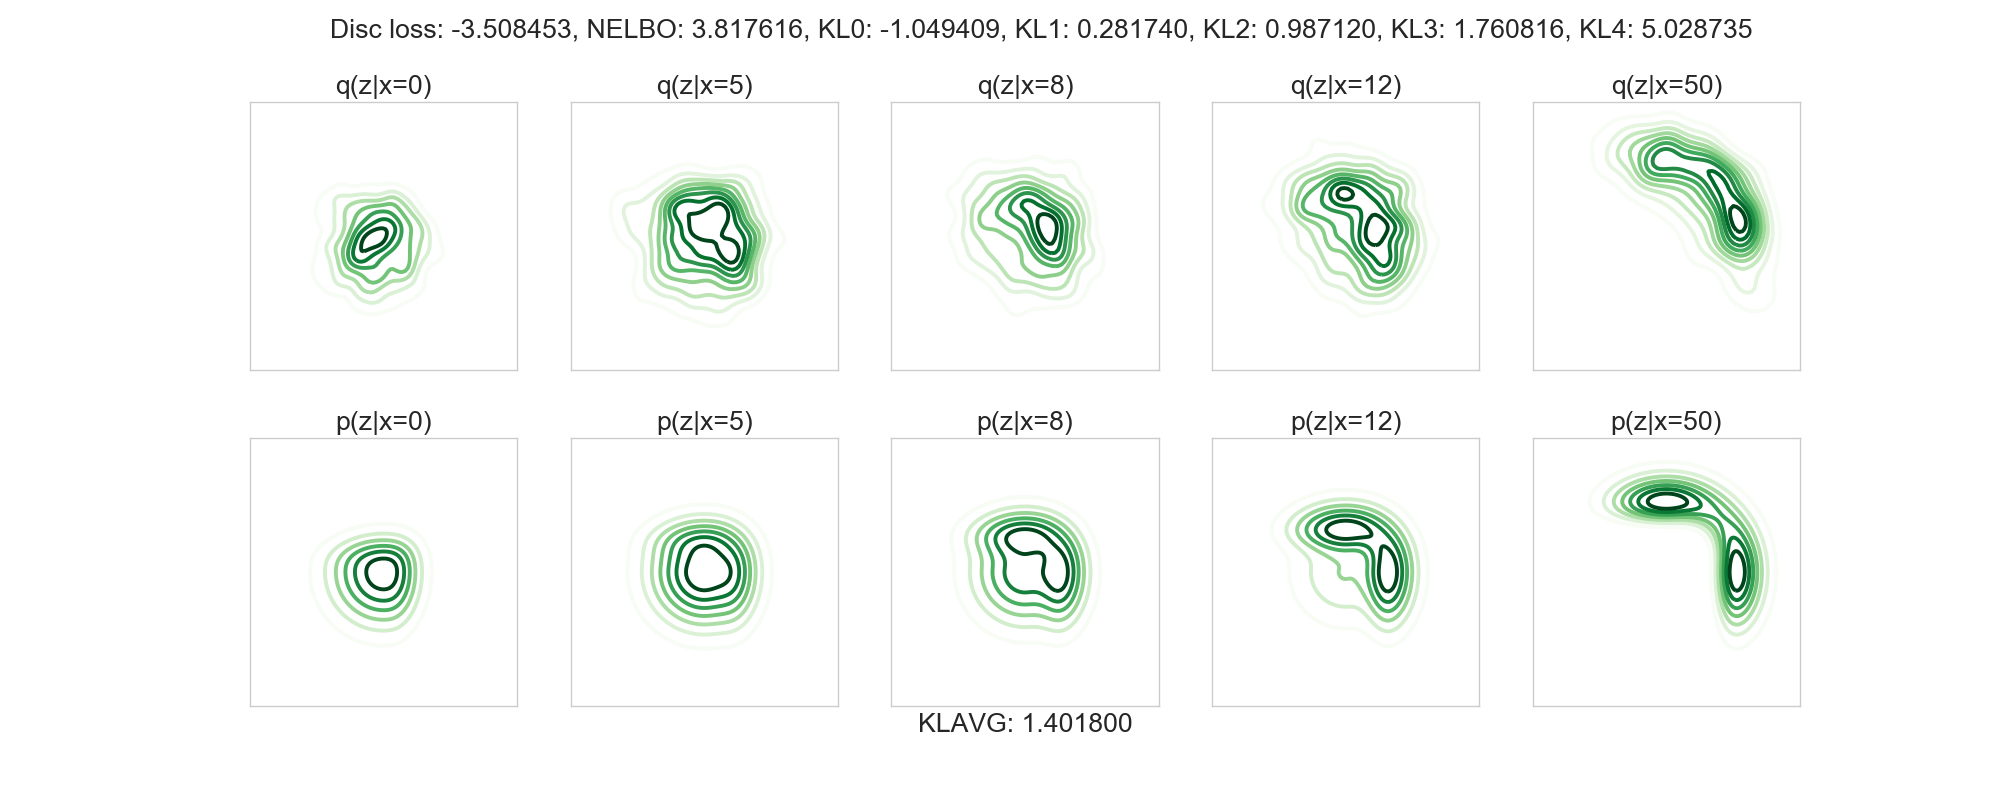 Disc loss: -3.508453, NELBO: 3.817616, KL0: -1.049409, KL1: 0.281740, KL2: 0.987120, KL3: 1.760816, KL4: 5.028735
q(z|x=0)
q(z|x=5)
q(z|x=8)
q(z|x=12)
q(z|x=50)
p(z|x=0)
p(z|x=5)
p(z|x=8)
p(z|x=12)
p(z|x=50)
KLAVG: 1.401800